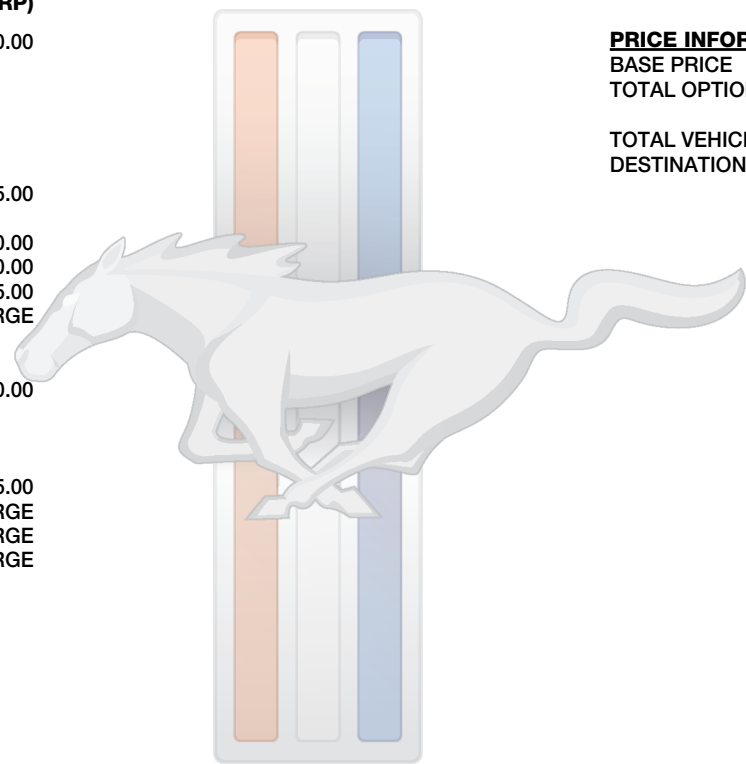 RP)
0.00
5.00
0.00
0.00
5.00
RGE
0.00
5.00
RGE
RGE
RGE
PRICE INFOR
BASE PRICE
TOTAL OPTIO
TOTAL VEHIC
DESTINATION